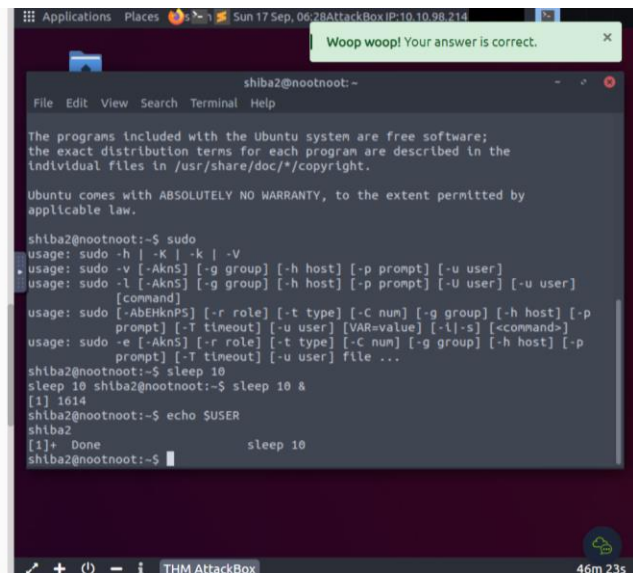 Applications Places Sun 17 Sep, 06:28AttackBox IP:10.10.98.214
Woop woop! Your answer is correct. ×
shiba2@nootnoot: ~
File Edit View Search Terminal Help
The programs included with the Ubuntu system are free software;
the exact distribution terms for each program are described in the
individual files in /usr/share/doc/*/copyright.
Ubuntu comes with ABSOLUTELY NO WARRANTY, to the extent permitted by
applicable law.
shiba2@nootnoot:~$ sudo
usage: sudo -h | -K | -k | -V
usage: sudo -v [-AknS] [-g group] [-h host] [-p prompt] [-u user]
usage: sudo -l [-AknS] [-g group] [-h host] [-p prompt] [-U user] [-u user]
[command]
usage: sudo [-AbEHknPS] [-r role] [-t type] [-C num] [-g group] [-h host] [-p
prompt] [-T timeout] [-u user] [VAR=value] [-i|-s] [<command>]
usage: sudo -e [-AknS] [-r role] [-t type] [-C num] [-g group] [-h host] [-p
prompt] [-T timeout] [-u user] file ...
shiba2@nootnoot:~$ sleep 10
sleep 10 shiba2@nootnoot:~$ sleep 10 &
[1] 1614
shiba2@nootnoot:~$ echo $USER
shiba2
[1]+ Done sleep 10
shiba2@nootnoot:~$
THM AttackBox 46m 23s